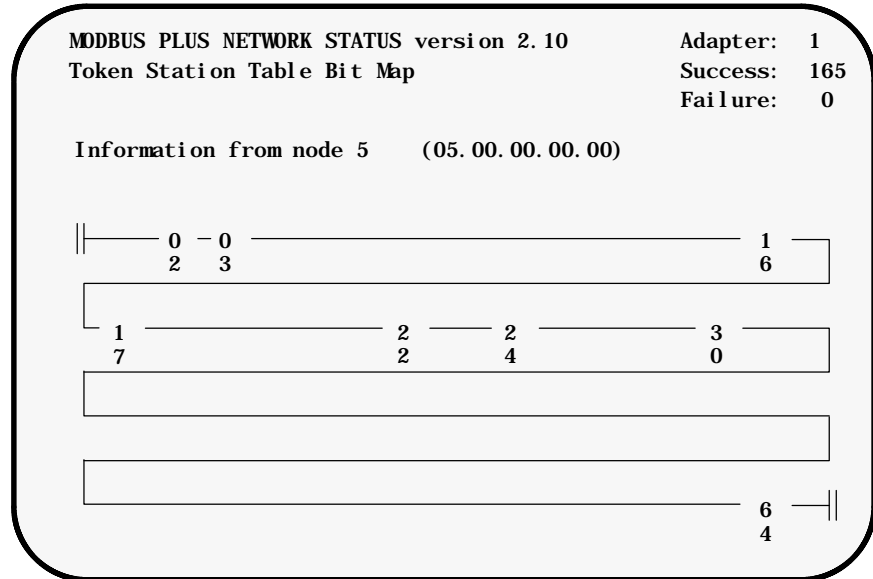 MODBUS PLUS NETWORK STATUS version 2.10 Adapter: 1
Token Station Table Bit Map Success: 165
Failure: 0
Information from node 5 (05.00.00.00.00)
0 0 1
2 3 6
1 2 2 3
7 2 4 0
6
4